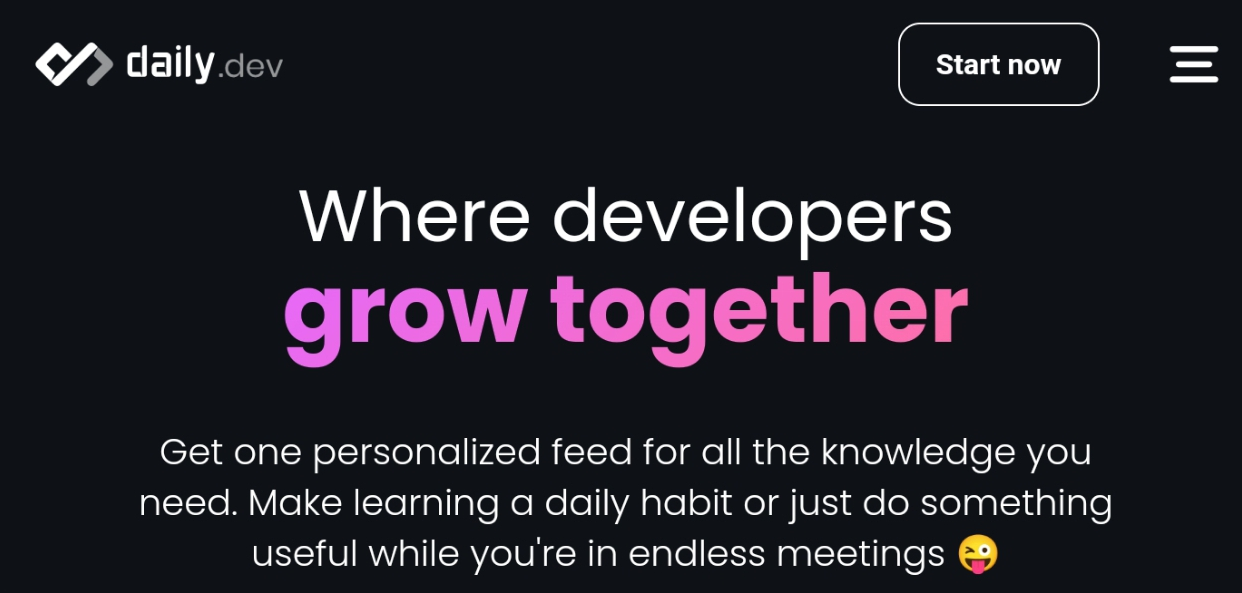 daily.dev
Start now
Where developers
grow together
Get one personalized feed for all the knowledge you
need. Make learning a daily habit or just do something
useful while you're in endless meetings 😜